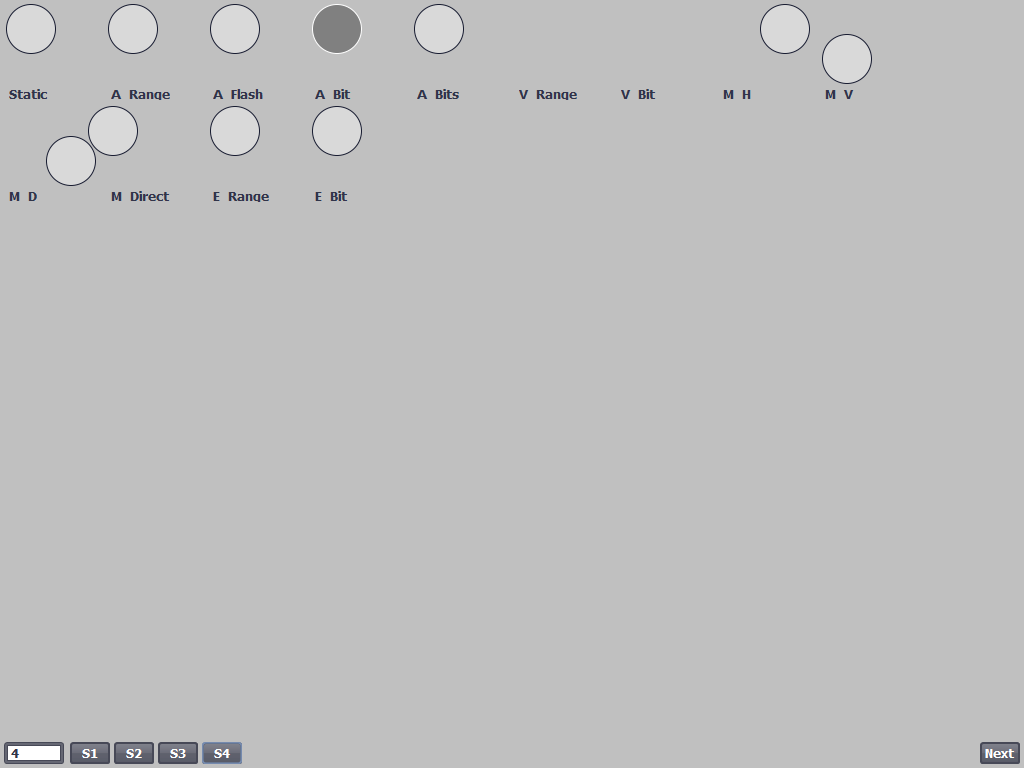 Static A Range A Flash A Bit A Bits V Range V Bit M H M V
M D M Direct E Range E Bit
4 S1 S2 S3 S4 Next